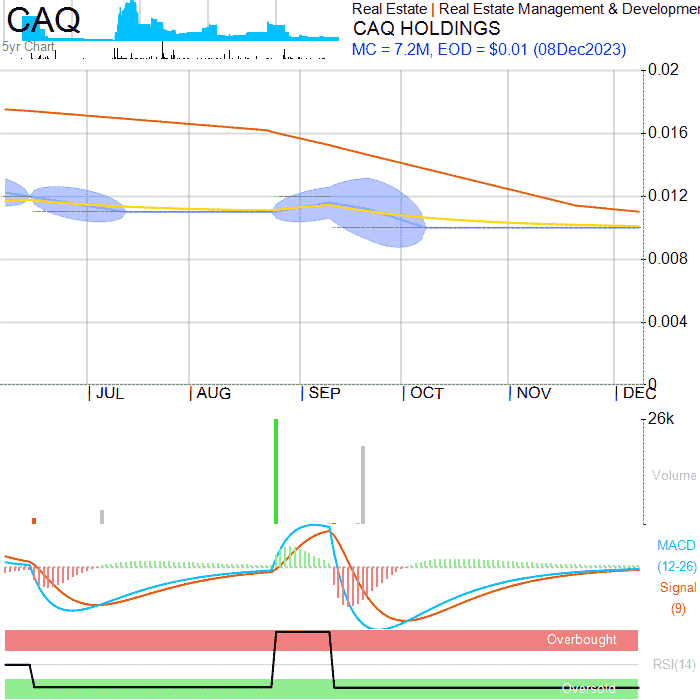 CAQ
5yr Chart
Real Estate | Real Estate Management & Developmen
CAQ HOLDINGS
MC = 7.2M, EOD = $0.01 (08Dec2023)
0.02
0.016
0.012
0.008
0.004
0
JUL AUG SEP OCT NOV DEC
26k
Volume
MACD
(12-26)
Signal
(9)
Overbought
RSI(14)
Oversold